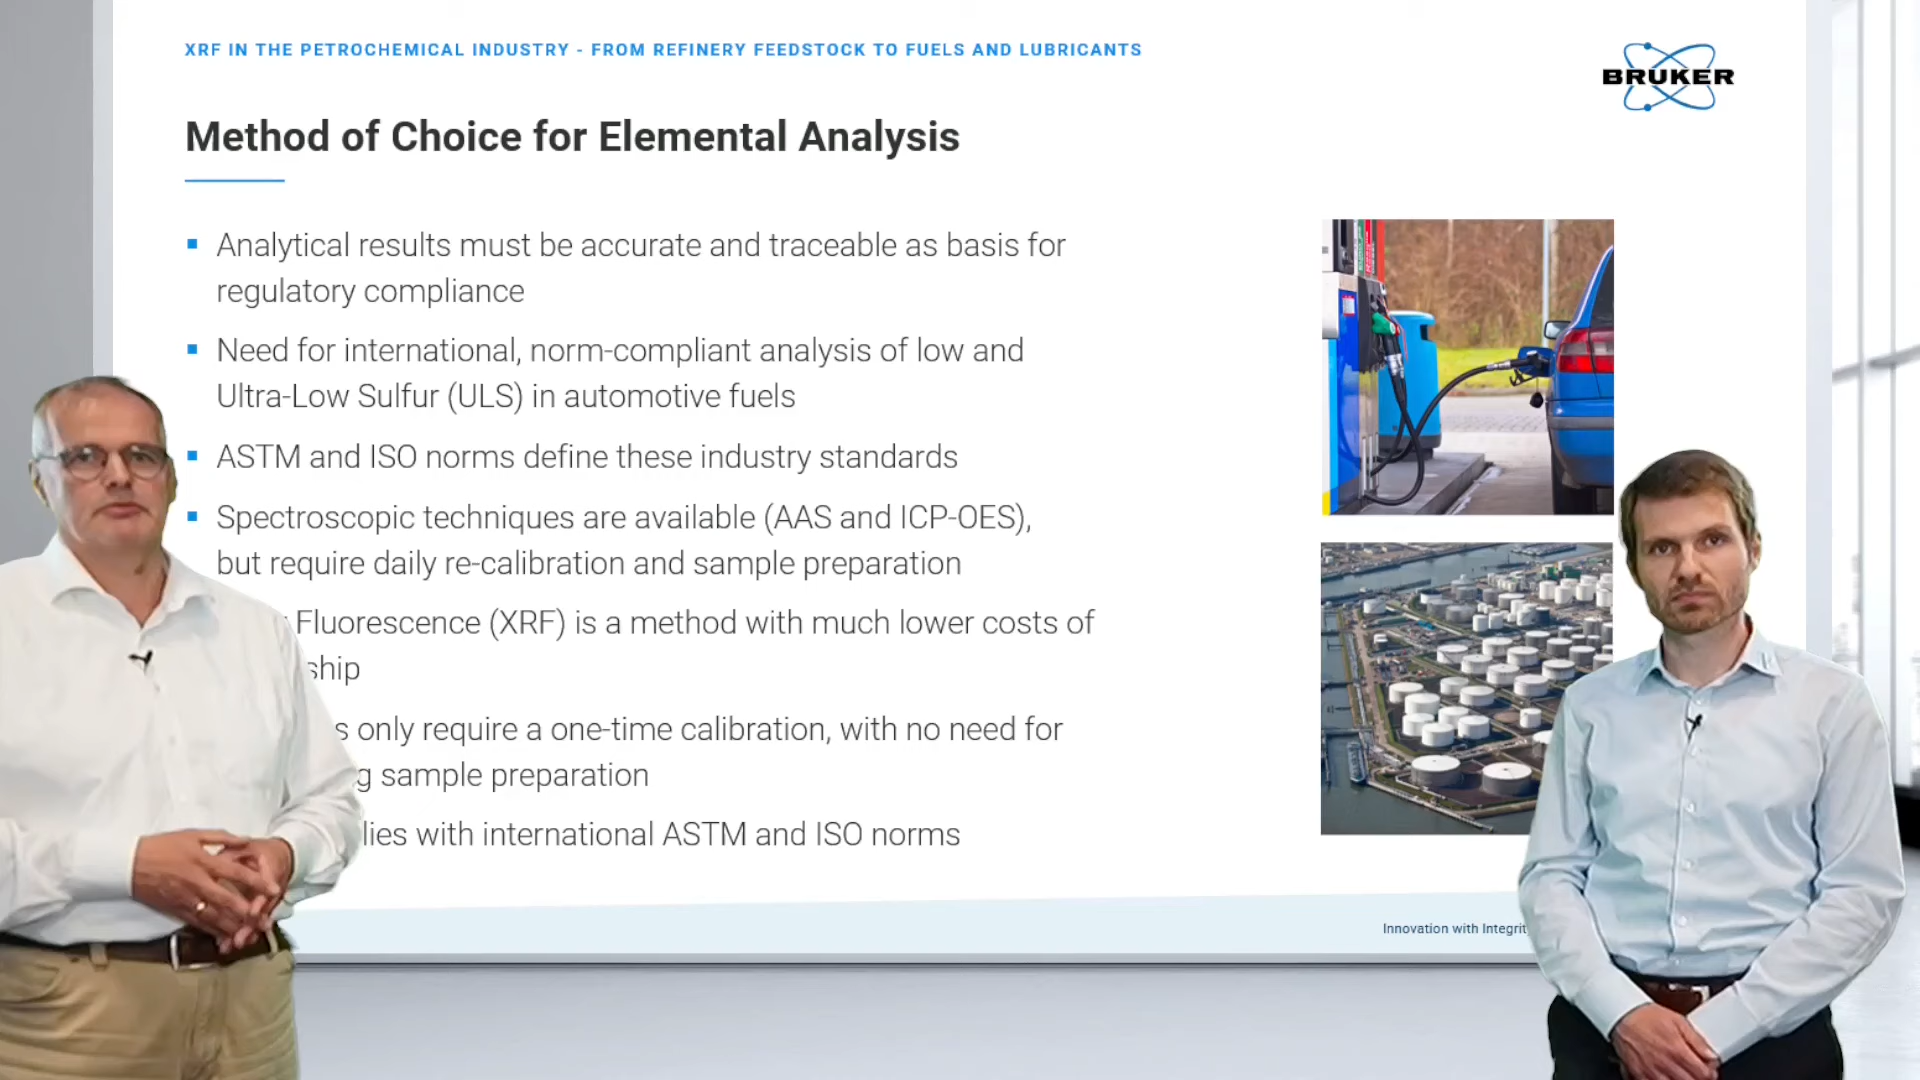 XRF IN THE PETROCHEMICAL INDUSTRY - FROM REFINERY FEEDSTOCK TO FUELS AND LUBRICANTS
BRUKER
Method of Choice for Elemental Analysis
Analytical results must be accurate and traceable as basis for
regulatory compliance
Need for international, norm-compliant analysis of low and
Ultra-Low Sulfur (ULS) in automotive fuels
ASTM and ISO norms define these industry standards
Spectroscopic techniques are available (AAS and ICP-OES),
but require daily re-calibration and sample preparation
Fluorescence (XRF) is a method with much lower costs of
ship
s only require a one-time calibration, with no need for
g sample preparation
lies with international ASTM and ISO norms
Innovation with Integrit